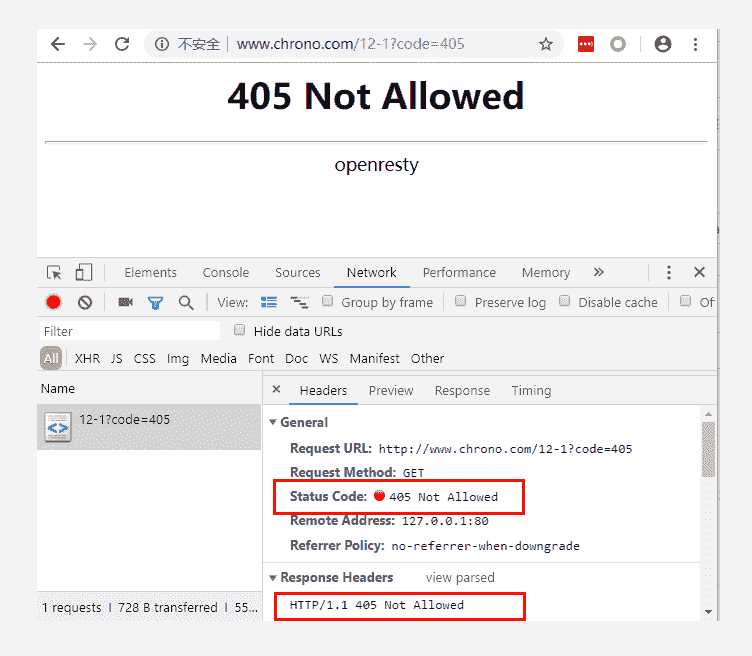 不安全 www.chrono.com/12-1?code=405
405 Not Allowed
openresty
Elements Console Sources Network Performance Memory »
View: Group by frame Preserve log Disable cache Of
Filter Hide data URLs
All XHR JS CSS Img Media Font Doc WS Manifest Other
Name
× Headers Preview Response Timing
12-1?code=405
▼ General
Request URL: http://www.chrono.com/12-1?code=405
Request Method: GET
Status Code: 405 Not Allowed
Remote Address: 127.0.0.1:80
Referrer Policy: no-referrer-when-downgrade
▼ Response Headers view parsed
HTTP/1.1 405 Not Allowed
1 requests | 728 B transferred | 55...